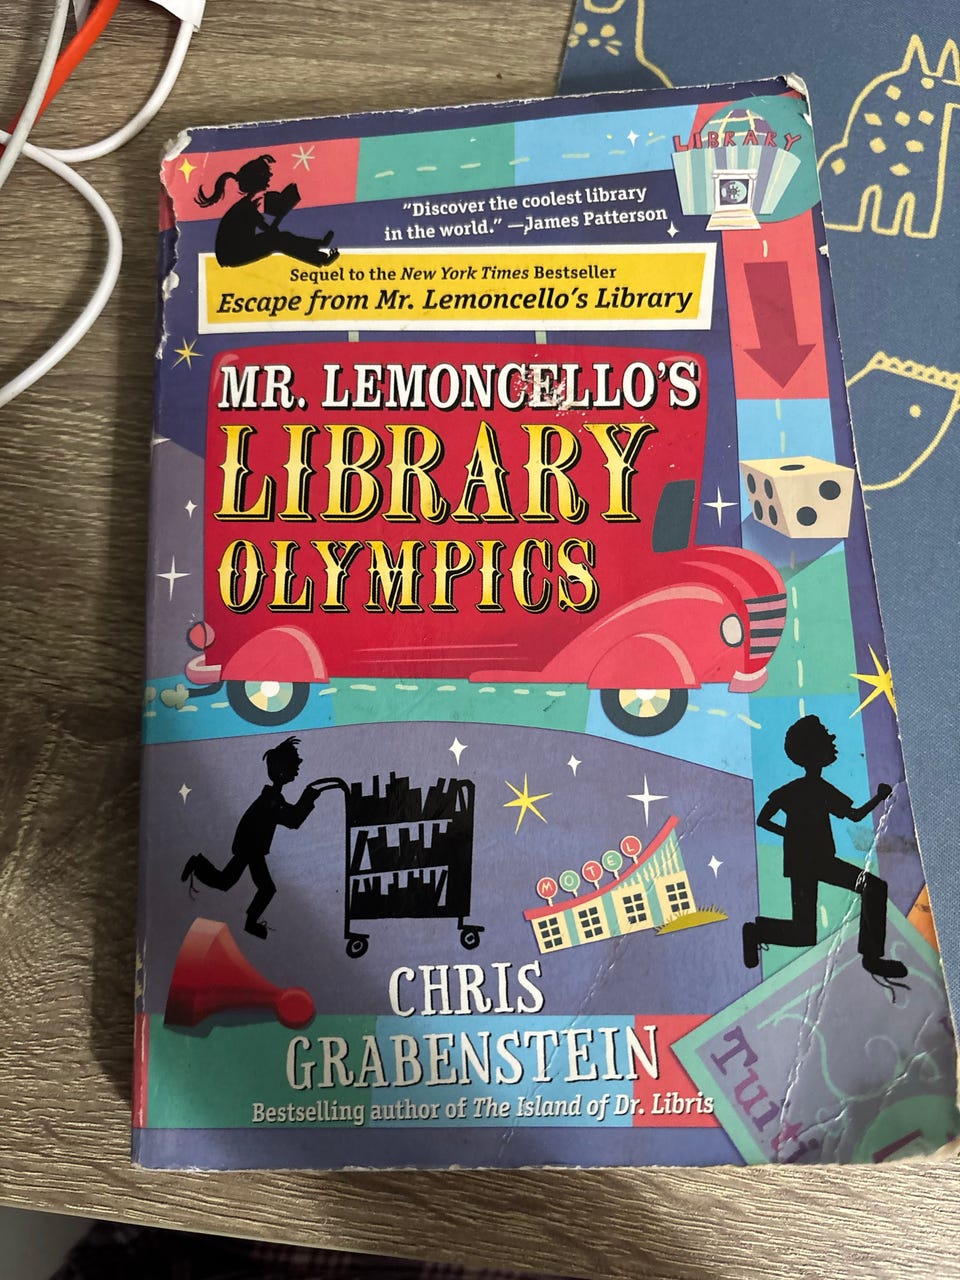 LIBRARY
"Discover the coolest library
in the world." —James Patterson
Sequel to the New York Times Bestseller
Escape from Mr. Lemoncello's Library
MR. LEMONCELLO'S
LIBRARY
OLYMPICS
MOTEL
CHRIS
GRABENSTEIN
Bestselling author of The Island of Dr. Libris